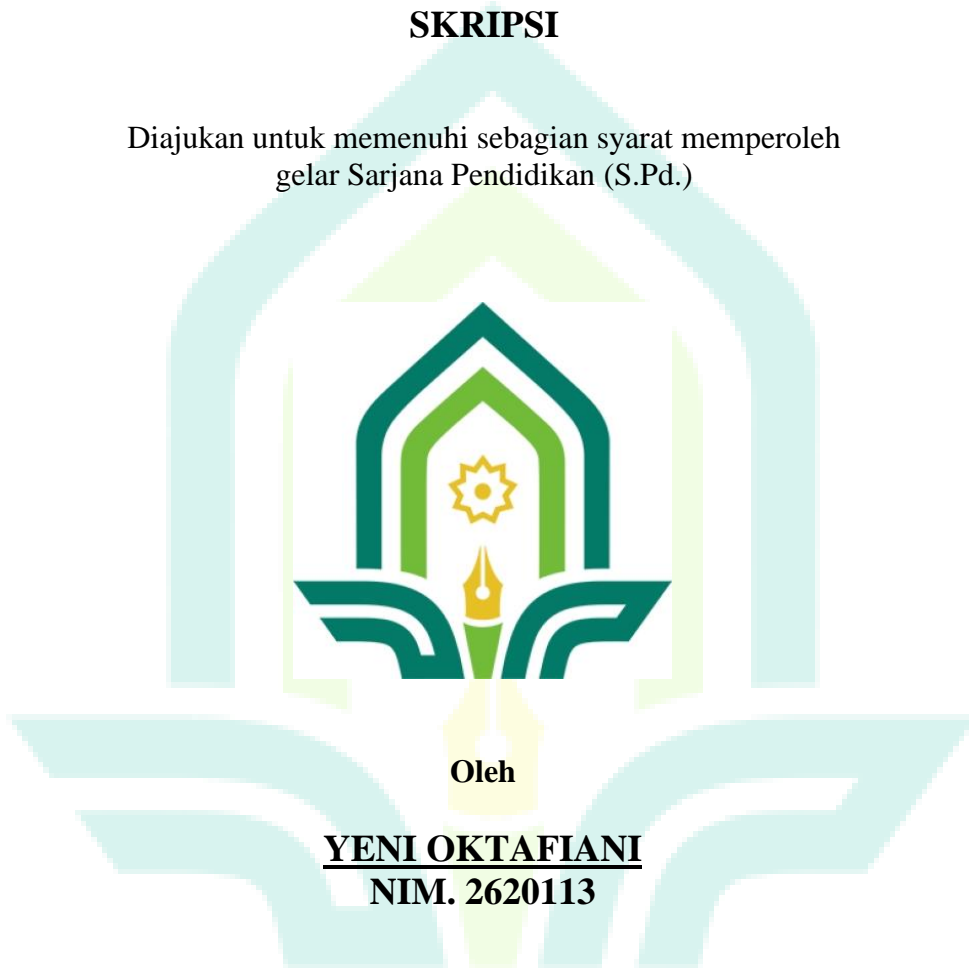 SKRIPSI
Diajukan untuk memenuhi sebagian syarat memperoleh
gelar Sarjana Pendidikan (S.Pd.)
Oleh
YENI OKTAFIANI
NIM. 2620113